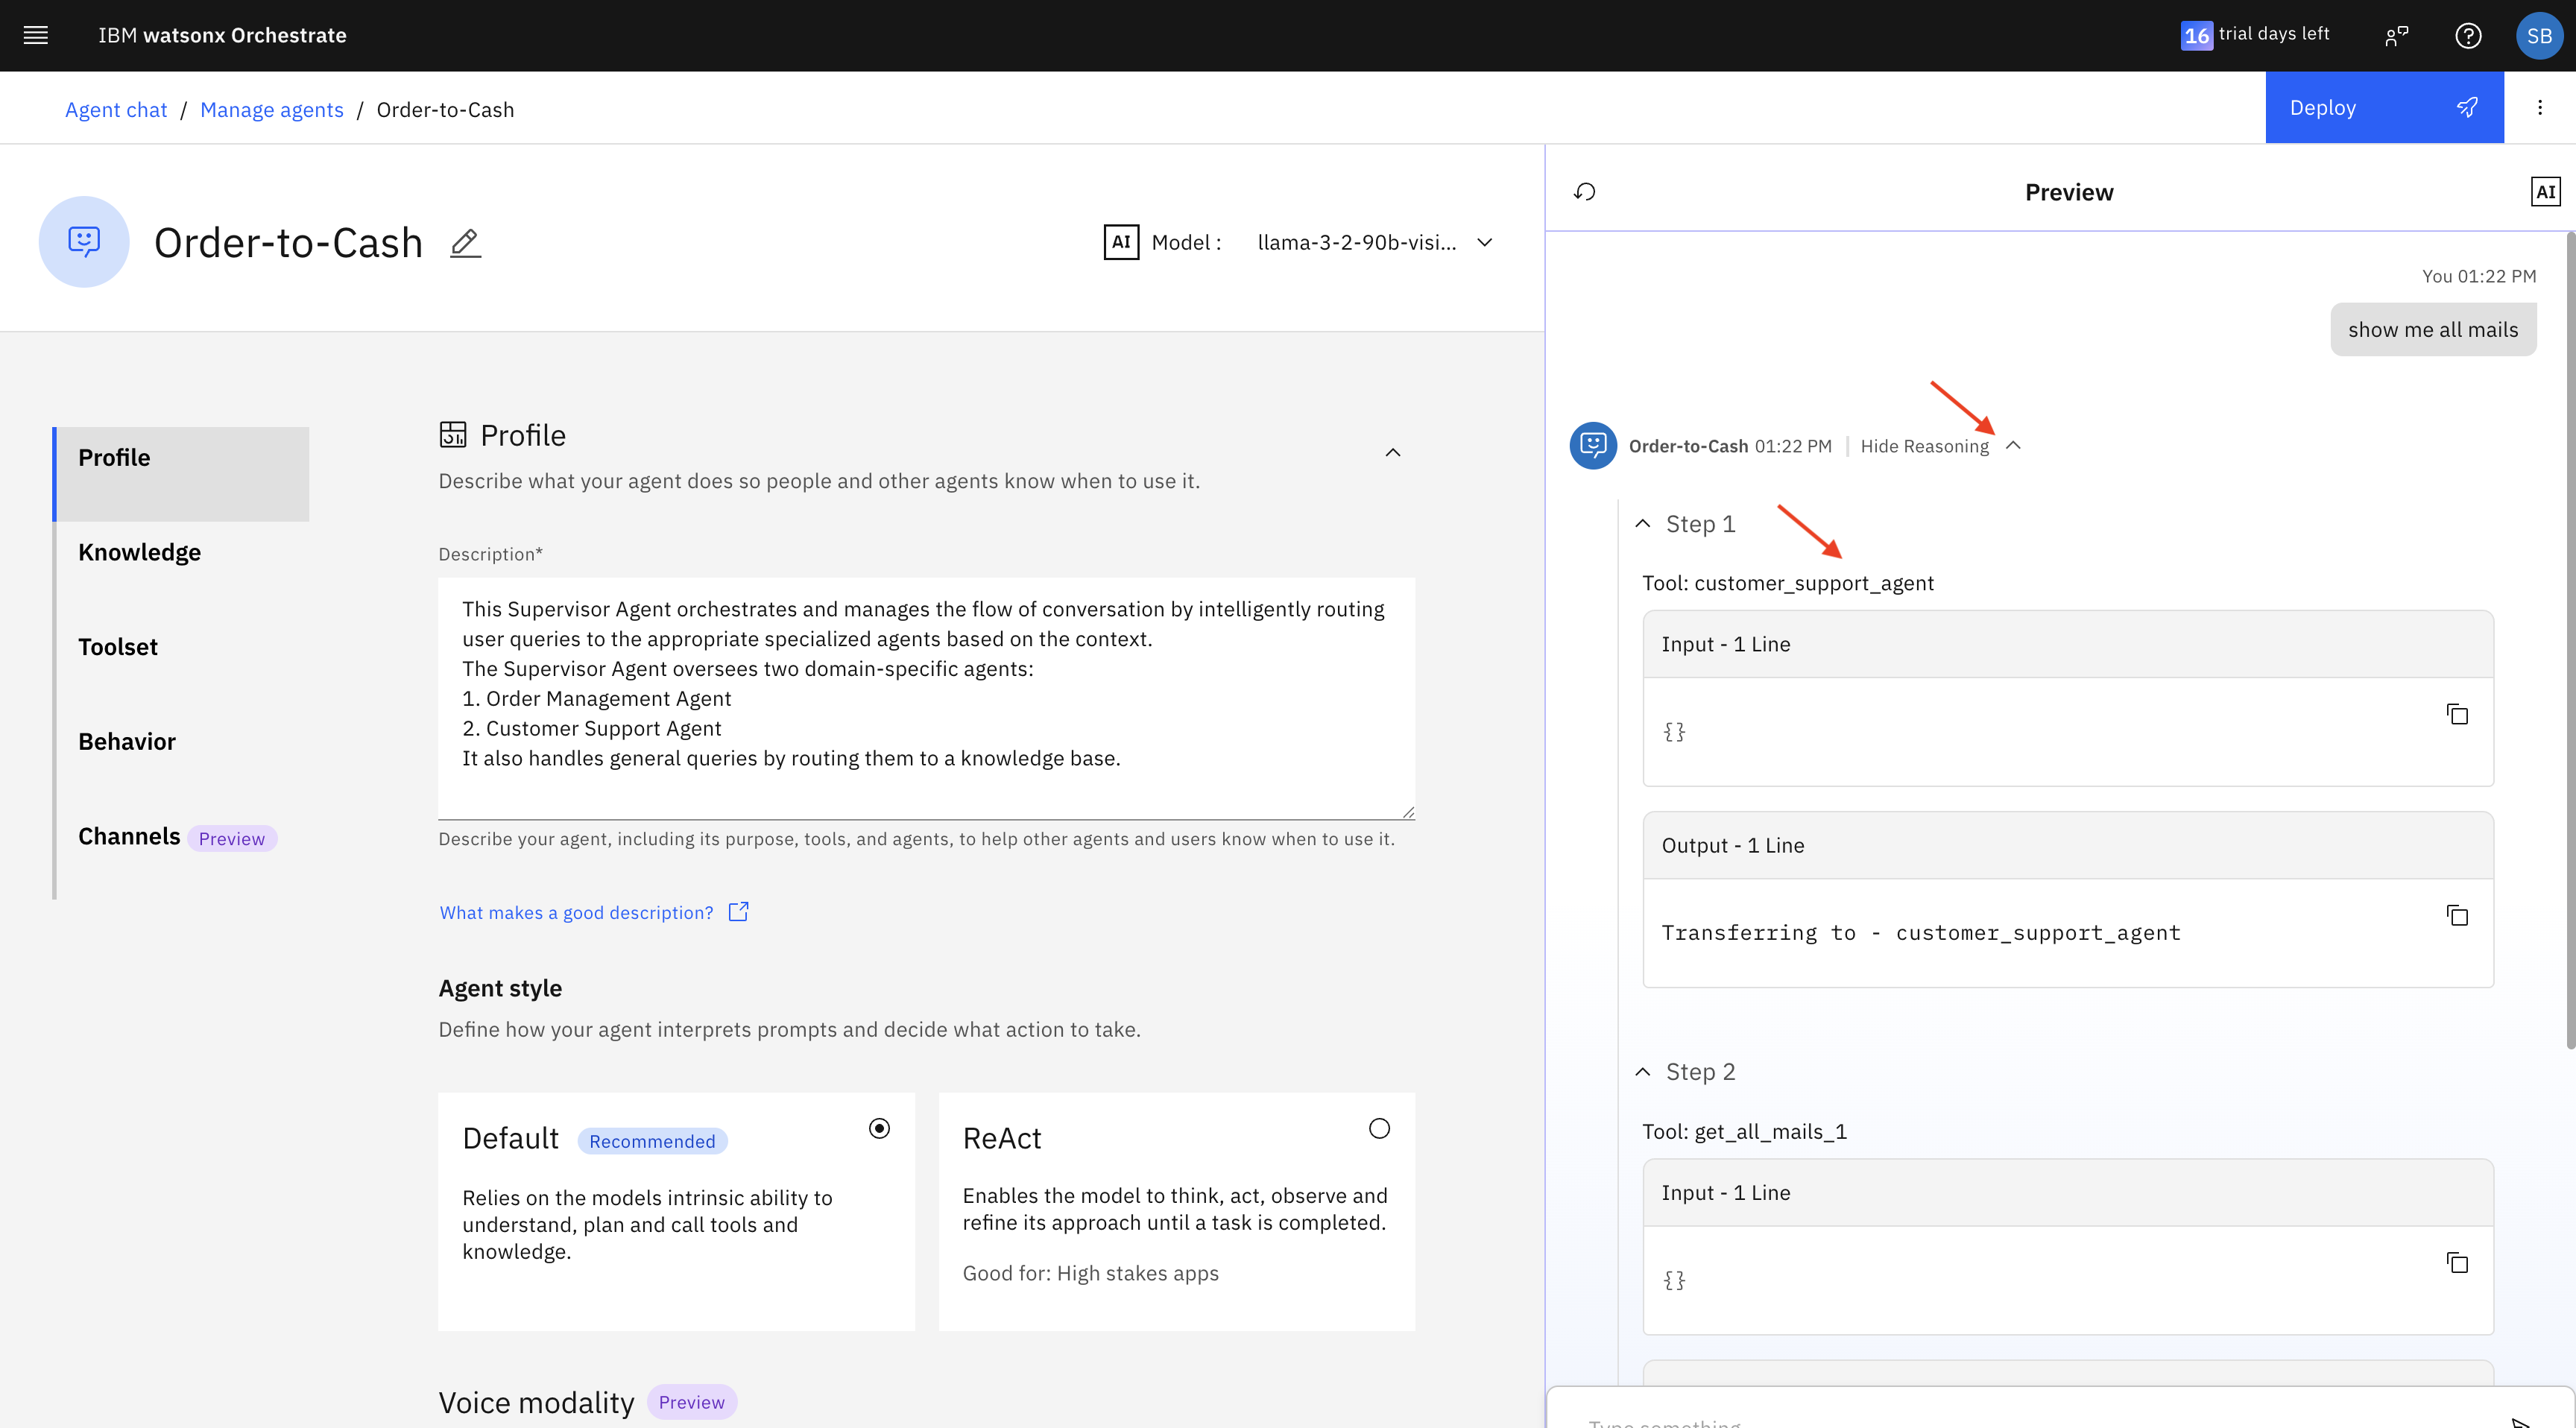 IBM watsonx Orchestrate
16 trial days left
SB
Agent chat / Manage agents / Order-to-Cash
Deploy
Order-to-Cash
AI Model : llama-3-2-90b-visi...
Profile
Knowledge
Toolset
Behavior
Channels Preview
Profile
Describe what your agent does so people and other agents know when to use it.
Description*
This Supervisor Agent orchestrates and manages the flow of conversation by intelligently routing
user queries to the appropriate specialized agents based on the context.
The Supervisor Agent oversees two domain-specific agents:
1. Order Management Agent
2. Customer Support Agent
It also handles general queries by routing them to a knowledge base.
Describe your agent, including its purpose, tools, and agents, to help other agents and users know when to use it.
What makes a good description?
Agent style
Define how your agent interprets prompts and decide what action to take.
Default Recommended
Relies on the models intrinsic ability to
understand, plan and call tools and
knowledge.
ReAct
Enables the model to think, act, observe and
refine its approach until a task is completed.
Good for: High stakes apps
Voice modality Preview
Preview
AI
You 01:22 PM
show me all mails
Order-to-Cash 01:22 PM | Hide Reasoning
Step 1
Tool: customer_support_agent
Input - 1 Line
{}
Output - 1 Line
Transferring to - customer_support_agent
Step 2
Tool: get_all_mails_1
Input - 1 Line
{}
Type something